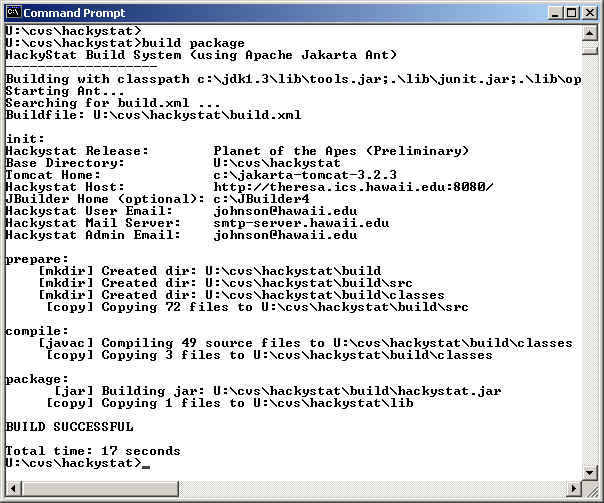 Command Prompt
U:\cvs\hackystat>
U:\cvs\hackystat>build package
HackyStat Build System (using Apache Jakarta Ant)
-------------------
Building with classpath c:\jdk1.3\lib\tools.jar;.\lib\junit.jar;.\lib\op
Starting Ant...
Searching for build.xml ...
Buildfile: U:\cvs\hackystat\build.xml
init:
Hackystat Release: Planet of the Apes (Preliminary)
Base Directory: U:\cvs\hackystat
Tomcat Home: c:\jakarta-tomcat-3.2.3
Hackystat Host: http://theresa.ics.hawaii.edu:8080/
JBuilder Home (optional): c:\JBuilder4
Hackystat User Email: johnson@hawaii.edu
Hackystat Mail Server: smtp-server.hawaii.edu
Hackystat Admin Email: johnson@hawaii.edu
prepare:
[mkdir] Created dir: U:\cvs\hackystat\build
[mkdir] Created dir: U:\cvs\hackystat\build\src
[mkdir] Created dir: U:\cvs\hackystat\build\classes
[copy] Copying 72 files to U:\cvs\hackystat\build\src
compile:
[javac] Compiling 49 source files to U:\cvs\hackystat\build\classes
[copy] Copying 3 files to U:\cvs\hackystat\build\classes
package:
[jar] Building jar: U:\cvs\hackystat\build\hackystat.jar
[copy] Copying 1 files to U:\cvs\hackystat\lib
BUILD SUCCESSFUL
Total time: 17 seconds
U:\cvs\hackystat>_